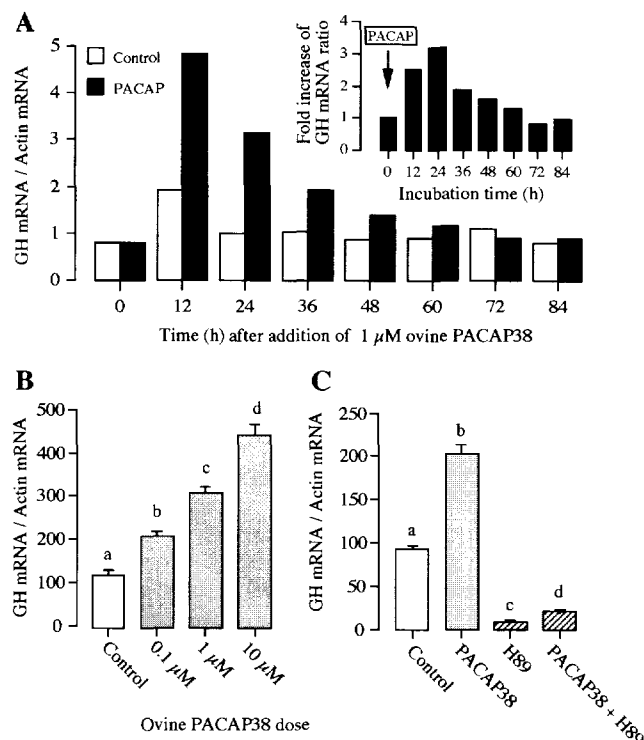 A
Control
PACAP
GH mRNA / Actin mRNA
5
4
3
2
1
0
0 12 24 36 48 60 72 84
Time (h) after addition of 1 µM ovine PACAP38
PACAP
Fold increase of
GH mRNA ratio
4
3
2
1
0
0 12 24 36 48 60 72 84
Incubation time (h)
B
GH mRNA / Actin mRNA
500
400
300
200
100
0
a
b
c
d
Control
0.1 µM
1 µM
10 µM
Ovine PACAP38 dose
C
GH mRNA / Actin mRNA
250
200
150
100
50
0
a
b
c
d
Control
PACAP38
H89
PACAP38 + H89